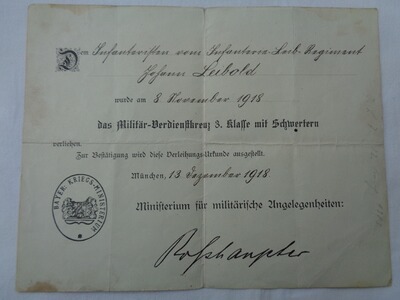 Dem Infanteristen vom Infanterie-Leib-Regiment
Johann Leibold
wurde am 8. November 1918
das Militär-Verdienstkreuz 3. Klasse mit Schwertern
verliehen.
Zur Bestätigung wird diese Verleihungs-Urkunde ausgestellt.
München, 13. Dezember 1918
BAYER. KRIEGS-MINISTERIUM
Ministerium für militärische Angelegenheiten:
Roßhaupter